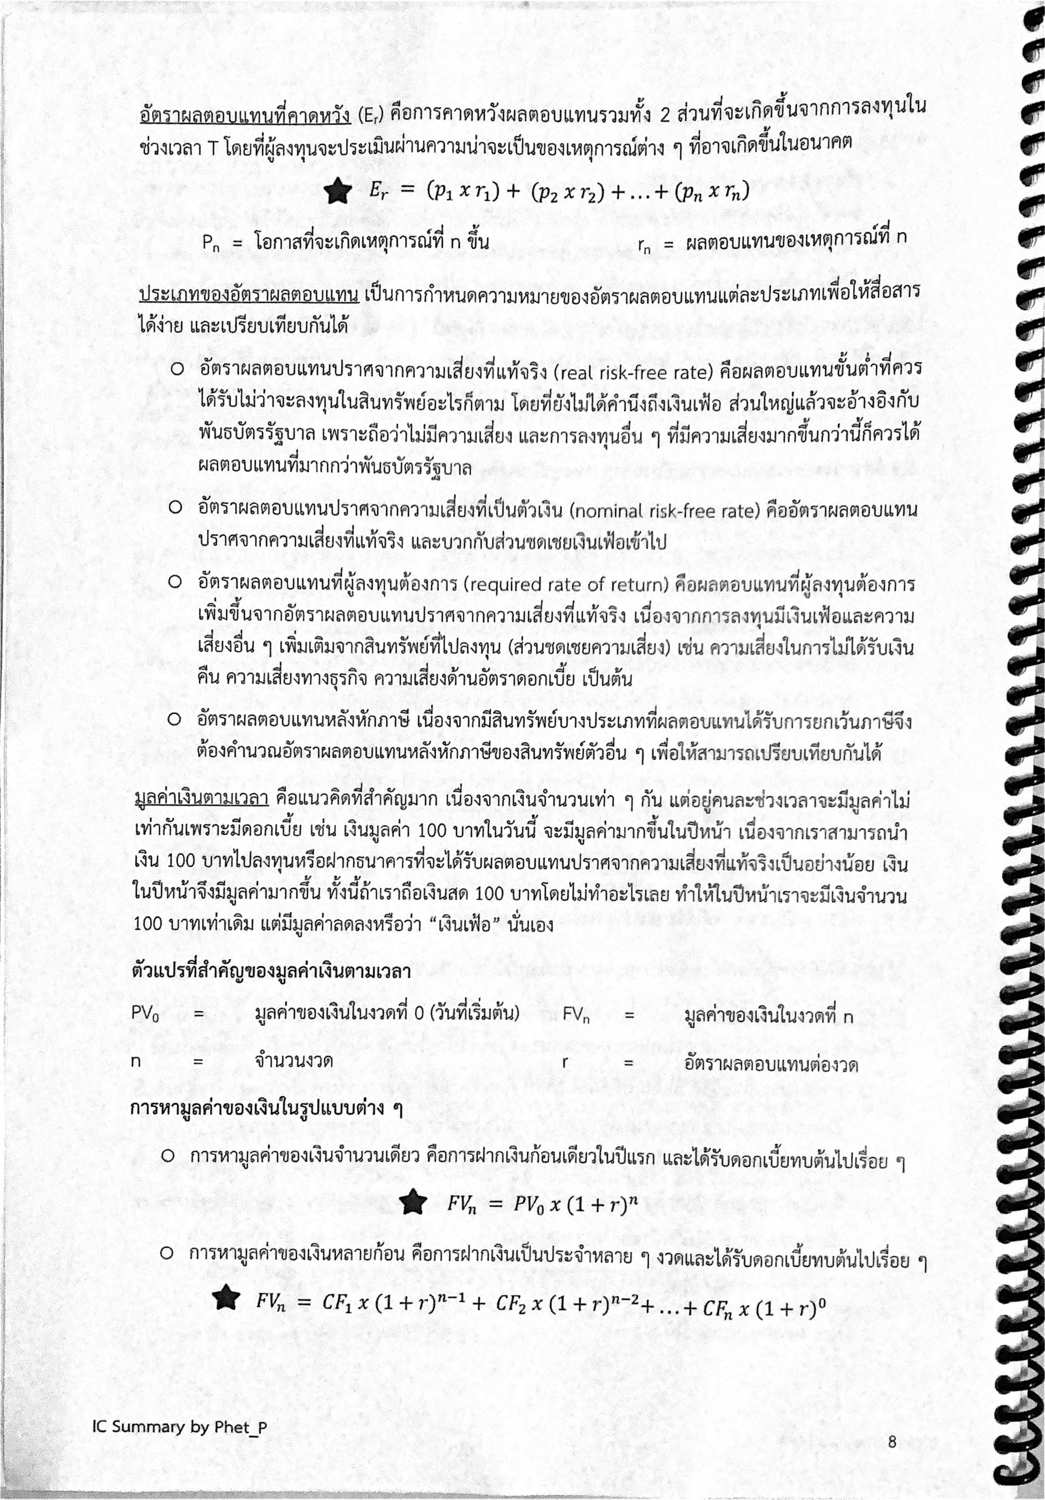 อัตราผลตอบแทนที่คาดหวัง (Eᵣ) คือการคาดหวังผลตอบแทนรวมทั้ง 2 ส่วนที่จะเกิดขึ้นจากการลงทุนใน
ช่วงเวลา T โดยที่ผู้ลงทุนจะประเมินผ่านความน่าจะเป็นของเหตุการณ์ต่าง ๆ ที่อาจเกิดขึ้นในอนาคต
★ Eᵣ = (p₁ x r₁) + (p₂ x r₂) + ... + (pₙ x rₙ)
Pₙ = โอกาสที่จะเกิดเหตุการณ์ที่ n ขึ้น rₙ = ผลตอบแทนของเหตุการณ์ที่ n
ประเภทของอัตราผลตอบแทน เป็นการกำหนดความหมายของอัตราผลตอบแทนแต่ละประเภทเพื่อให้สื่อสาร
ได้ง่าย และเปรียบเทียบกันได้
○ อัตราผลตอบแทนปราศจากความเสี่ยงที่แท้จริง (real risk-free rate) คือผลตอบแทนขั้นต่ำที่ควร
ได้รับไม่ว่าจะลงทุนในสินทรัพย์อะไรก็ตาม โดยที่ยังไม่ได้คำนึงถึงเงินเฟ้อ ส่วนใหญ่แล้วจะอ้างอิงกับ
พันธบัตรรัฐบาล เพราะถือว่าไม่มีความเสี่ยง และการลงทุนอื่น ๆ ที่มีความเสี่ยงมากขึ้นกว่านี้ก็ควรได้
ผลตอบแทนที่มากกว่าพันธบัตรรัฐบาล
○ อัตราผลตอบแทนปราศจากความเสี่ยงที่เป็นตัวเงิน (nominal risk-free rate) คืออัตราผลตอบแทน
ปราศจากความเสี่ยงที่แท้จริง และบวกกับส่วนชดเชยเงินเฟ้อเข้าไป
○ อัตราผลตอบแทนที่ผู้ลงทุนต้องการ (required rate of return) คือผลตอบแทนที่ผู้ลงทุนต้องการ
เพิ่มขึ้นจากอัตราผลตอบแทนปราศจากความเสี่ยงที่แท้จริง เนื่องจากการลงทุนมีเงินเฟ้อและความ
เสี่ยงอื่น ๆ เพิ่มเติมจากสินทรัพย์ที่ไปลงทุน (ส่วนชดเชยความเสี่ยง) เช่น ความเสี่ยงในการไม่ได้รับเงิน
คืน ความเสี่ยงทางธุรกิจ ความเสี่ยงด้านอัตราดอกเบี้ย เป็นต้น
○ อัตราผลตอบแทนหลังหักภาษี เนื่องจากมีสินทรัพย์บางประเภทที่ผลตอบแทนได้รับการยกเว้นภาษีจึง
ต้องคำนวณอัตราผลตอบแทนหลังหักภาษีของสินทรัพย์ตัวอื่น ๆ เพื่อให้สามารถเปรียบเทียบกันได้
มูลค่าเงินตามเวลา คือแนวคิดที่สำคัญมาก เนื่องจากเงินจำนวนเท่า ๆ กัน แต่อยู่คนละช่วงเวลาจะมีมูลค่าไม่
เท่ากันเพราะมีดอกเบี้ย เช่น เงินมูลค่า 100 บาทในวันนี้ จะมีมูลค่ามากขึ้นในปีหน้า เนื่องจากเราสามารถนำ
เงิน 100 บาทไปลงทุนหรือฝากธนาคารที่จะได้รับผลตอบแทนปราศจากความเสี่ยงที่แท้จริงเป็นอย่างน้อย เงิน
ในปีหน้าจึงมีมูลค่ามากขึ้น ทั้งนี้ถ้าเราถือเงินสด 100 บาทโดยไม่ทำอะไรเลย ทำให้ในปีหน้าเราจะมีเงินจำนวน
100 บาทเท่าเดิม แต่มีมูลค่าลดลงหรือว่า “เงินเฟ้อ” นั่นเอง
ตัวแปรที่สำคัญของมูลค่าเงินตามเวลา
PV₀ = มูลค่าของเงินในงวดที่ 0 (วันที่เริ่มต้น) FVₙ = มูลค่าของเงินในงวดที่ n
n = จำนวนงวด r = อัตราผลตอบแทนต่องวด
การหามูลค่าของเงินในรูปแบบต่าง ๆ
○ การหามูลค่าของเงินจำนวนเดียว คือการฝากเงินก้อนเดียวในปีแรก และได้รับดอกเบี้ยทบต้นไปเรื่อย ๆ
★ FVₙ = PV₀ x (1 + r)ⁿ
○ การหามูลค่าของเงินหลายก้อน คือการฝากเงินเป็นประจำหลาย ๆ งวดและได้รับดอกเบี้ยทบต้นไปเรื่อย ๆ
★ FVₙ = CF₁ x (1 + r)ⁿ⁻¹ + CF₂ x (1 + r)ⁿ⁻² + ... + CFₙ x (1 + r)⁰
IC Summary by Phet_P
8